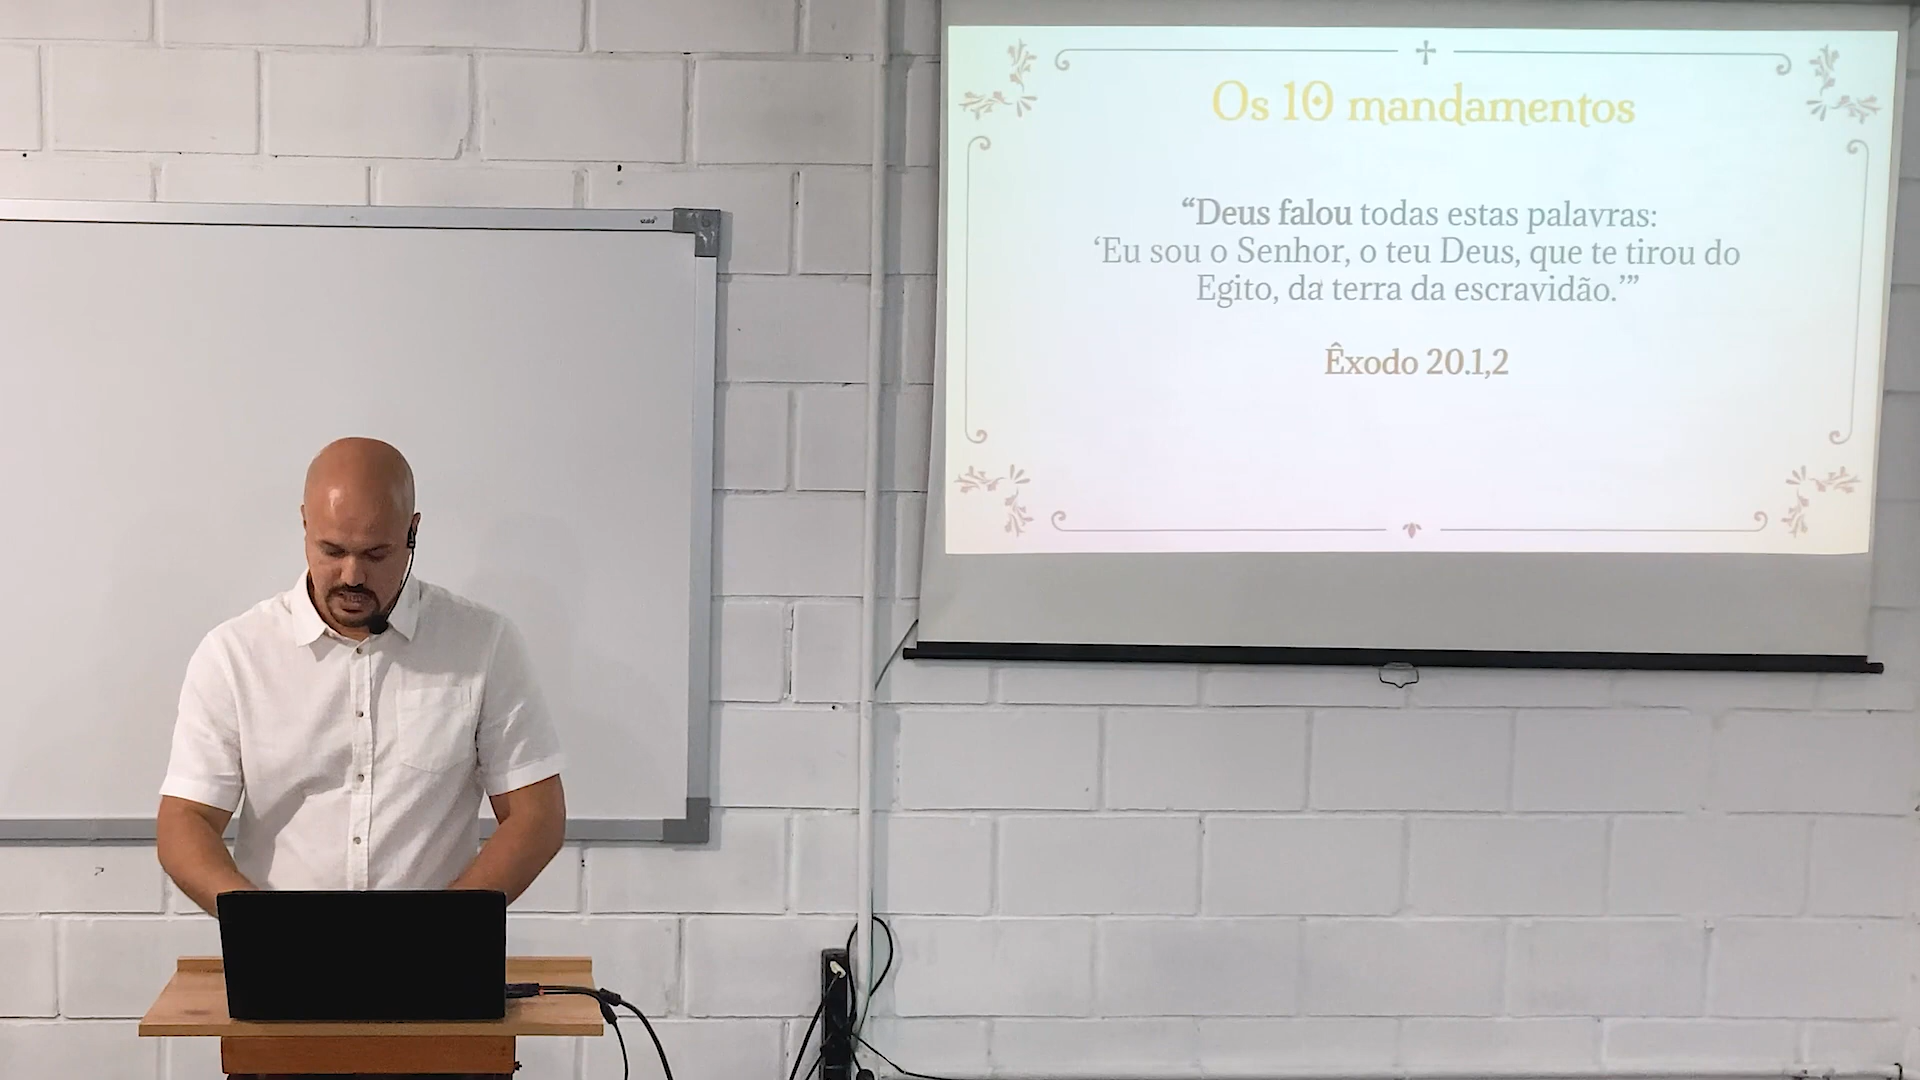 Os 10 mandamentos
“Deus falou todas estas palavras:
‘Eu sou o Senhor, o teu Deus, que te tirou do
Egito, da terra da escravidão.’”
Êxodo 20.1,2